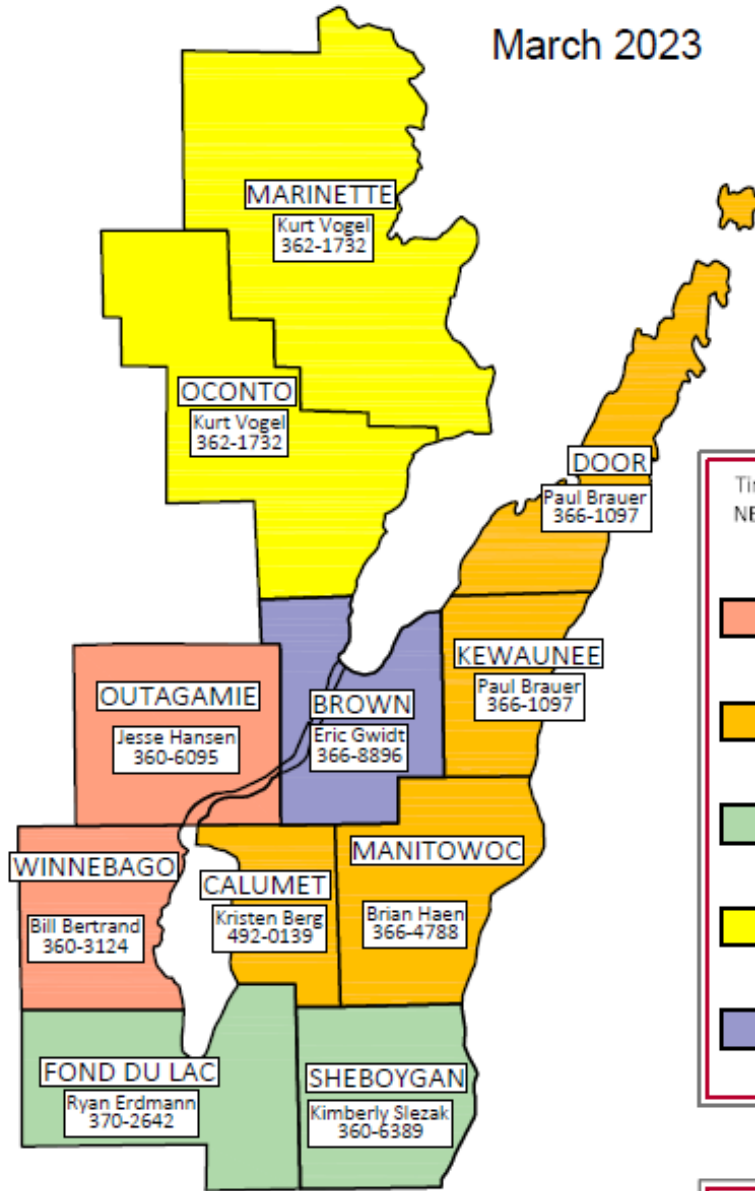 March 2023
MARINETTE
Kurt Vogel
362-1732
OCONTO
Kurt Vogel
362-1732
DOOR
Paul Brauer
366-1097
KEWAUNEE
Paul Brauer
366-1097
OUTAGAMIE
Jesse Hansen
360-6095
BROWN
Eric Gwidt
366-8896
WINNEBAGO
Bill Bertrand
360-3124
CALUMET
Kristen Berg
492-0139
MANITOWOC
Brian Haen
366-4788
FOND DU LAC
Ryan Erdmann
370-2642
SHEBOYGAN
Kimberly Slezak
360-6389